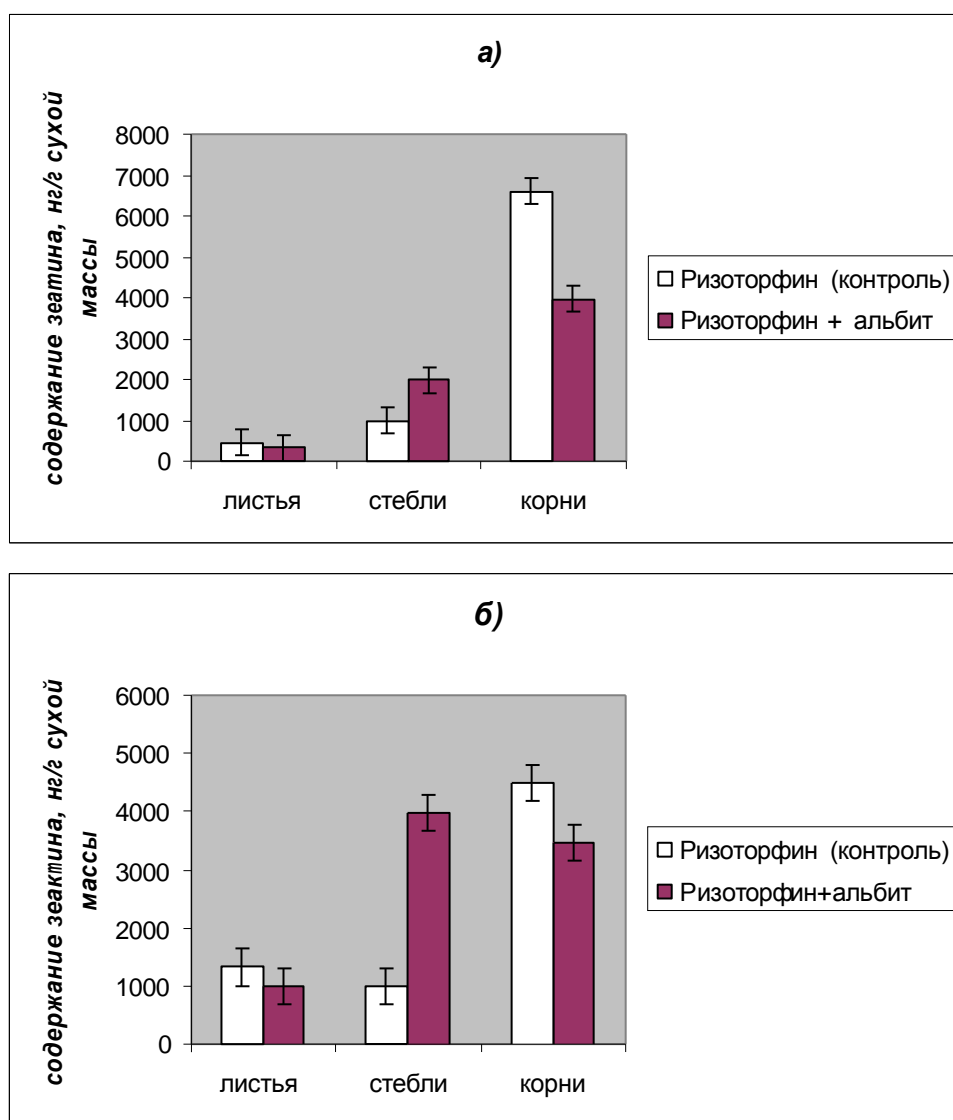 а)
содержание зеатина, нг/г сухой
массы
8000
7000
6000
5000
4000
3000
2000
1000
0
листья стебли корни
Ризоторфин (контроль)
Ризоторфин + альбит
б)
содержание зеактина, нг/г сухой
массы
6000
5000
4000
3000
2000
1000
0
листья стебли корни
Ризоторфин (контроль)
Ризоторфин+альбит